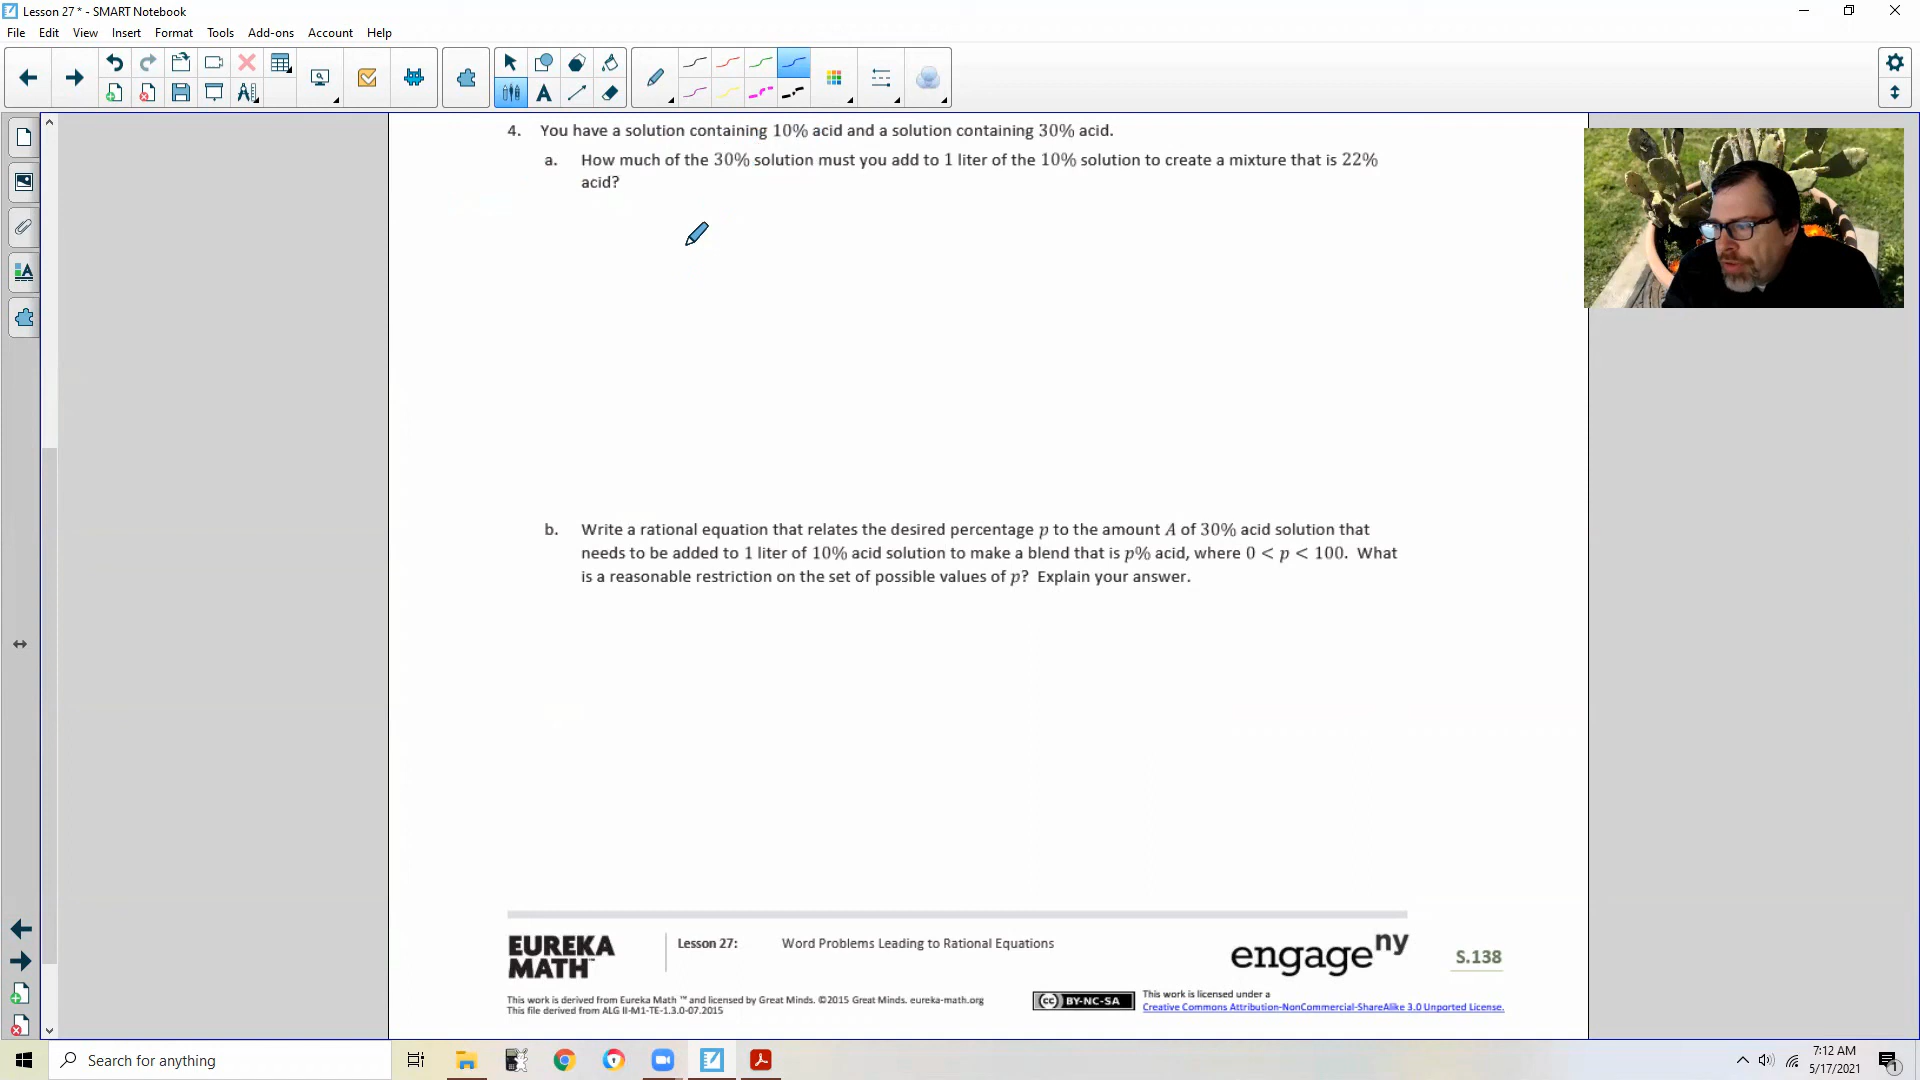 Lesson 27 * - SMART Notebook
File Edit View Insert Format Tools Add-ons Account Help
4. You have a solution containing 10% acid and a solution containing 30% acid.
a. How much of the 30% solution must you add to 1 liter of the 10% solution to create a mixture that is 22%
acid?
b. Write a rational equation that relates the desired percentage p to the amount A of 30% acid solution that
needs to be added to 1 liter of 10% acid solution to make a blend that is p% acid, where 0 < p < 100. What
is a reasonable restriction on the set of possible values of p? Explain your answer.
EUREKA
MATH™
Lesson 27: Word Problems Leading to Rational Equations
engage ny
S.138
This work is derived from Eureka Math ™ and licensed by Great Minds. ©2015 Great Minds. eureka-math.org
This file derived from ALG II-M1-TE-1.3.0-07.2015
cc BY-NC-SA
This work is licensed under a
Creative Commons Attribution-NonCommercial-ShareAlike 3.0 Unported License.
Search for anything
7:12 AM
5/17/2021
1